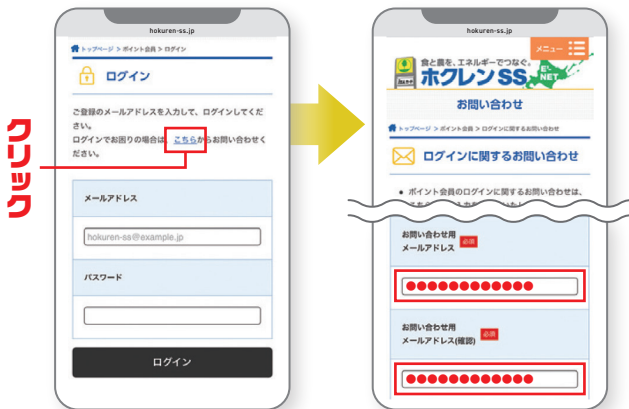 クリック
hokuren-ss.jp
トップページ > ポイント会員 > ログイン
ログイン
ご登録のメールアドレスを入力して、ログインしてくだ
さい。
ログインでお困りの場合は、こちらからお問い合わせく
ださい。
メールアドレス
hokuren-ss@example.jp
パスワード
ログイン
hokuren-ss.jp
メニュー
食と農を、エネルギーでつなぐ。
ホクレンSS
NET
お問い合わせ
トップページ > ポイント会員 > ログインに関するお問い合わせ
ログインに関するお問い合わせ
• ポイント会員のログインに関するお問い合わせは、
お問い合わせ用
メールアドレス 必須
●●●●●●●●●●●●
お問い合わせ用
メールアドレス(確認) 必須
●●●●●●●●●●●●